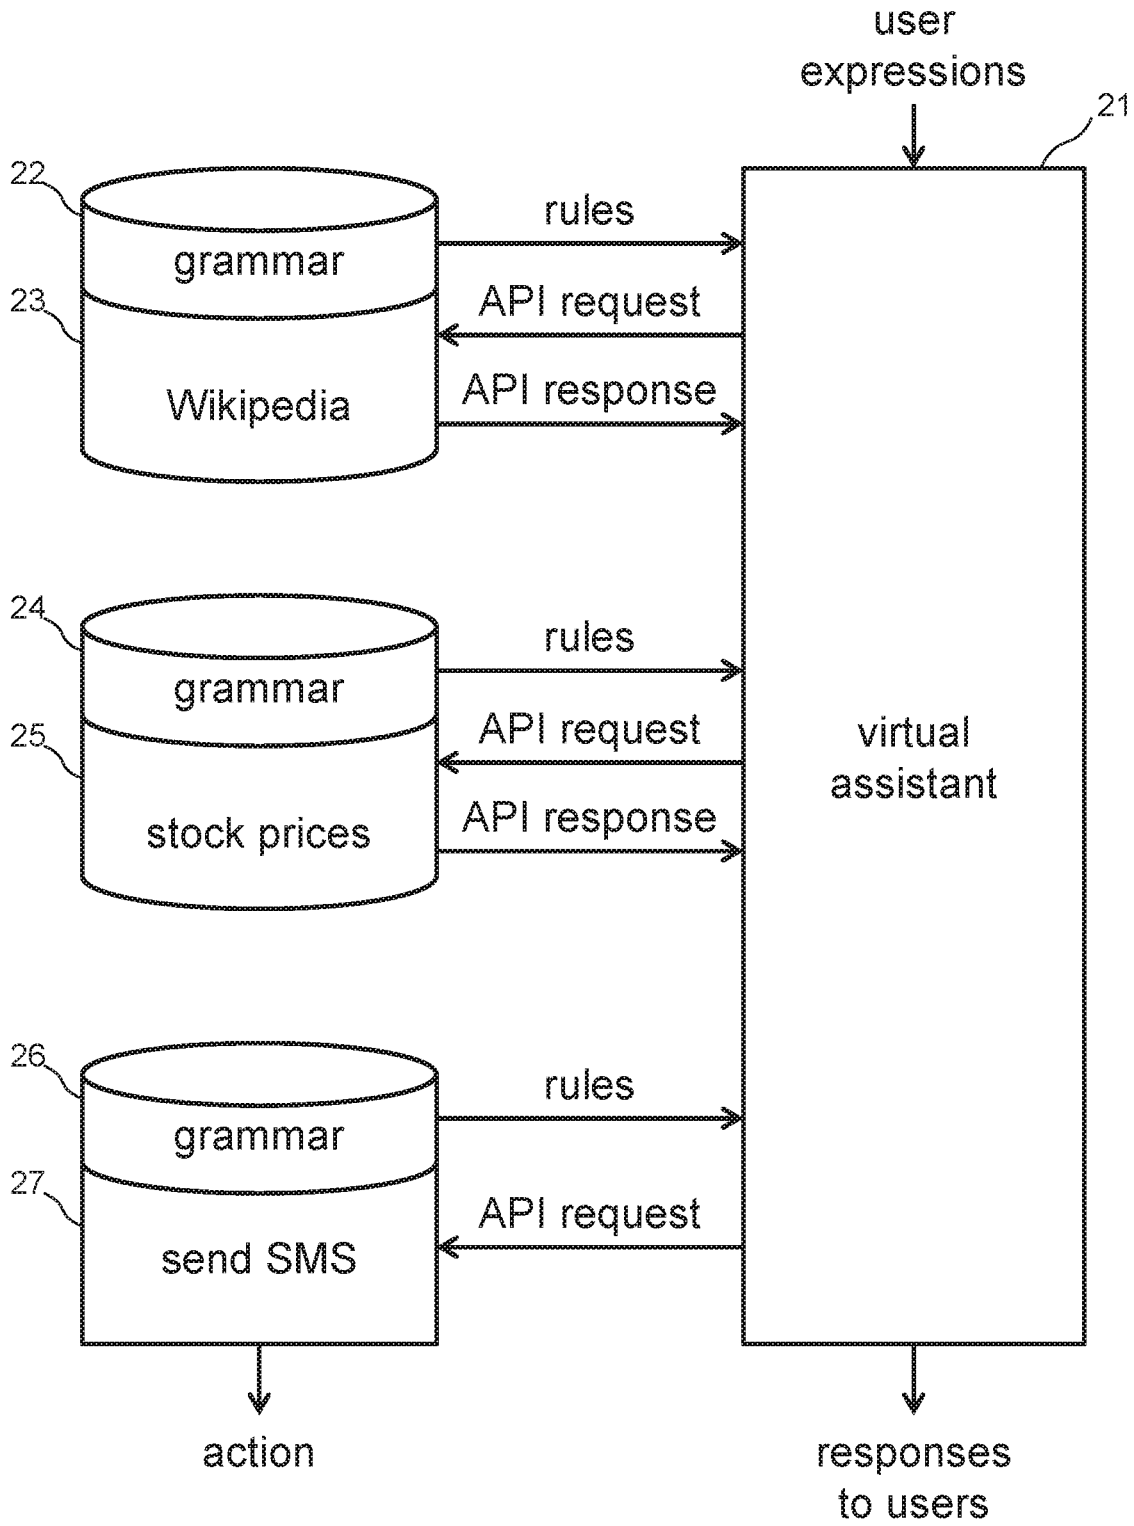 user
expressions
21
22
rules
grammar
23
API request
API response
Wikipedia
24
rules
grammar
25
API request
virtual
assistant
API response
stock prices
26
rules
grammar
27
API request
send SMS
action
responses
to users